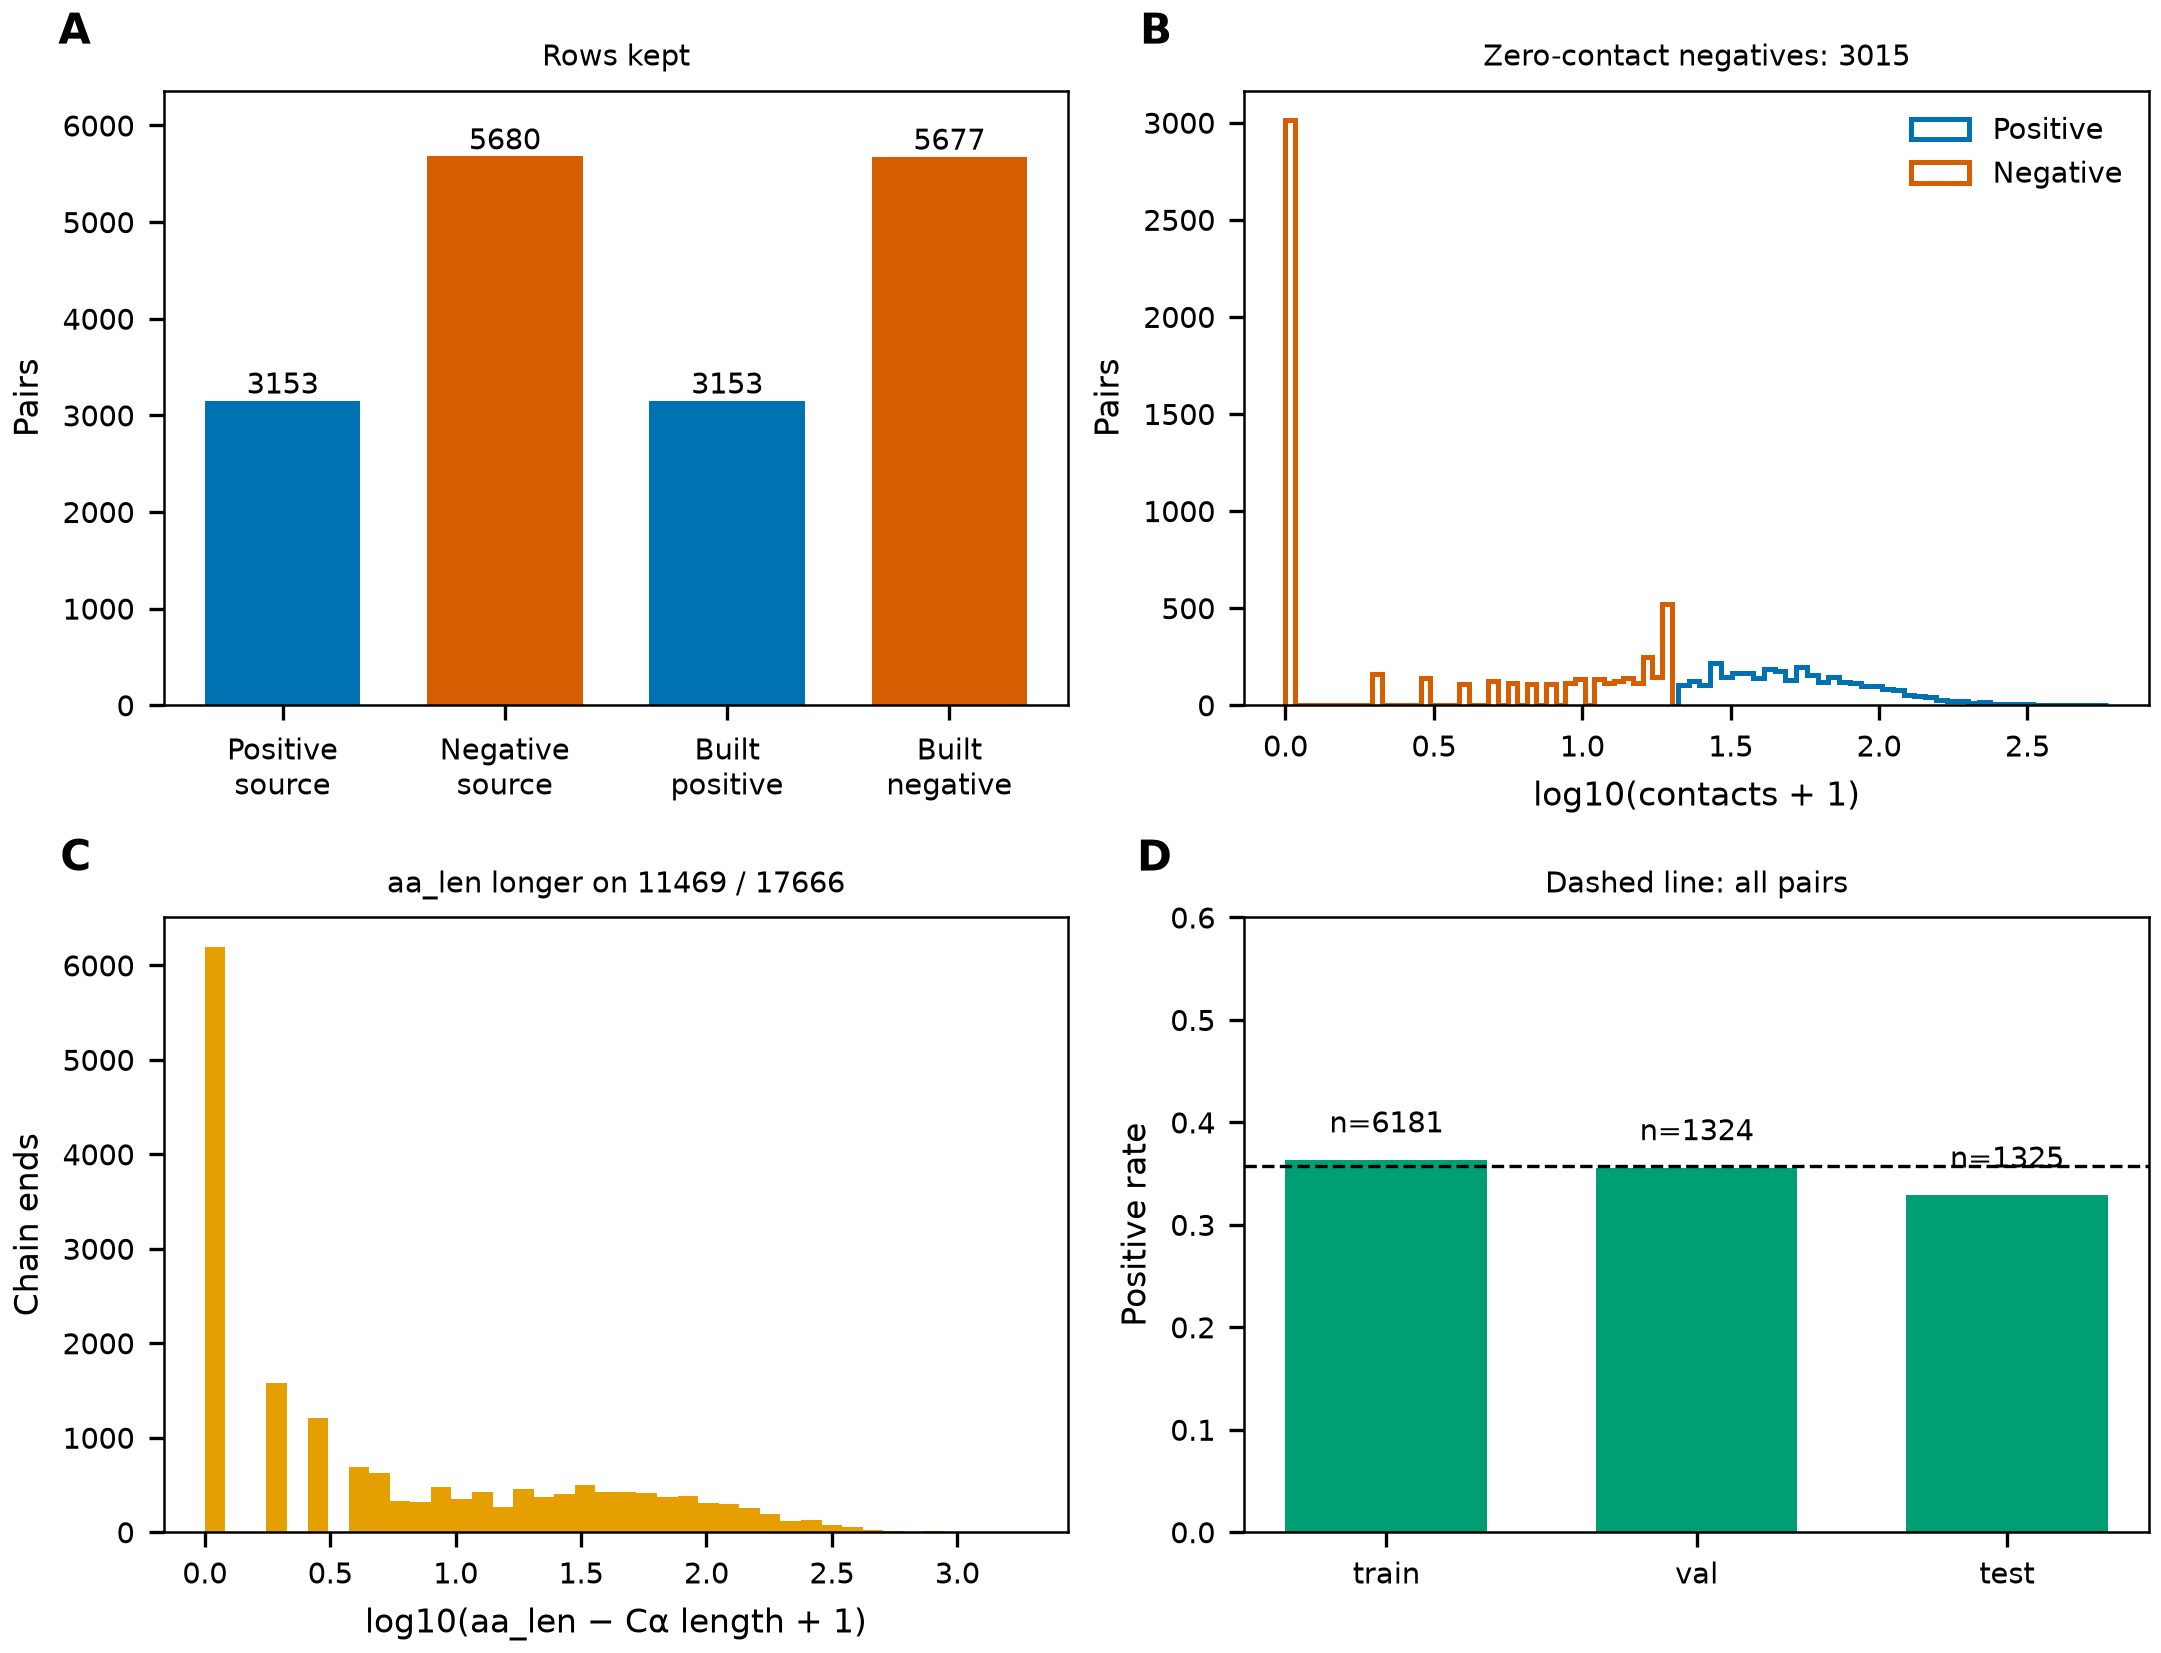 A
Rows kept
Pairs
6000
5000
4000
3000
2000
1000
0
3153
5680
3153
5677
Positive
source
Negative
source
Built
positive
Built
negative
B
Zero-contact negatives: 3015
Pairs
3000
2500
2000
1500
1000
500
0
Positive
Negative
0.0
0.5
1.0
1.5
2.0
2.5
log10(contacts + 1)
C
aa_len longer on 11469 / 17666
Chain ends
6000
5000
4000
3000
2000
1000
0
0.0
0.5
1.0
1.5
2.0
2.5
3.0
log10(aa_len − Cα length + 1)
D
Dashed line: all pairs
Positive rate
0.6
0.5
0.4
0.3
0.2
0.1
0.0
n=6181
n=1324
n=1325
train
val
test